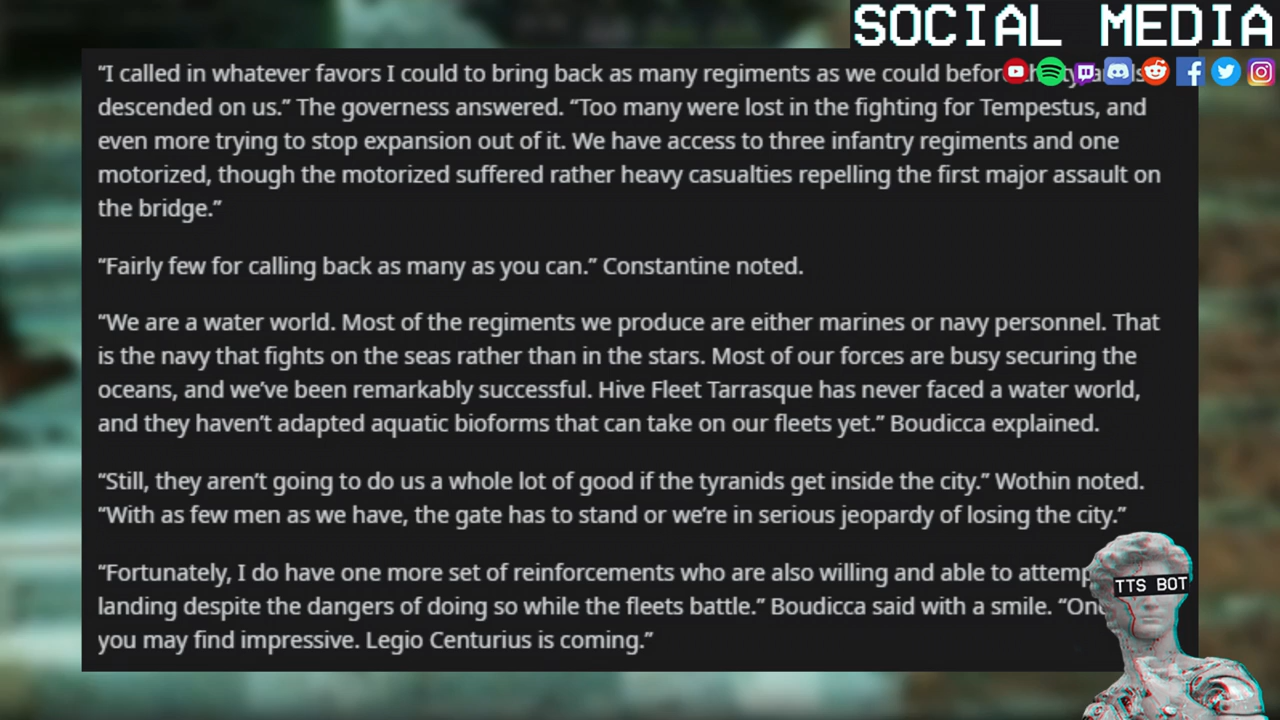 SOCIAL MEDIA
“I called in whatever favors I could to bring back as many regiments as we could
descended on us.” The governess answered. “Too many were lost in the fighting for Tempestus, and
even more trying to stop expansion out of it. We have access to three infantry regiments and one
motorized, though the motorized suffered rather heavy casualties repelling the first major assault on
the bridge.”
“Fairly few for calling back as many as you can.” Constantine noted.
“We are a water world. Most of the regiments we produce are either marines or navy personnel. That
is the navy that fights on the seas rather than in the stars. Most of our forces are busy securing the
oceans, and we’ve been remarkably successful. Hive Fleet Tarrasque has never faced a water world,
and they haven’t adapted aquatic bioforms that can take on our fleets yet.” Boudicca explained.
“Still, they aren’t going to do us a whole lot of good if the tyranids get inside the city.” Wothin noted.
“With as few men as we have, the gate has to stand or we’re in serious jeopardy of losing the city.”
“Fortunately, I do have one more set of reinforcements who are also willing and able to
landing despite the dangers of doing so while the fleets battle.” Boudicca said with a smile.
you may find impressive. Legio Centurius is coming.”
TTS BOT